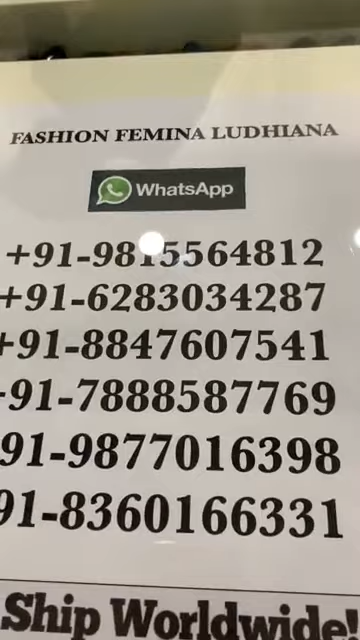 FASHION FEMINA LUDHIANA
WhatsApp
+91-9815564812
+91-6283034287
+91-8847607541
-91-7888587769
91-9877016398
91-8360166331
Ship Worldwide!